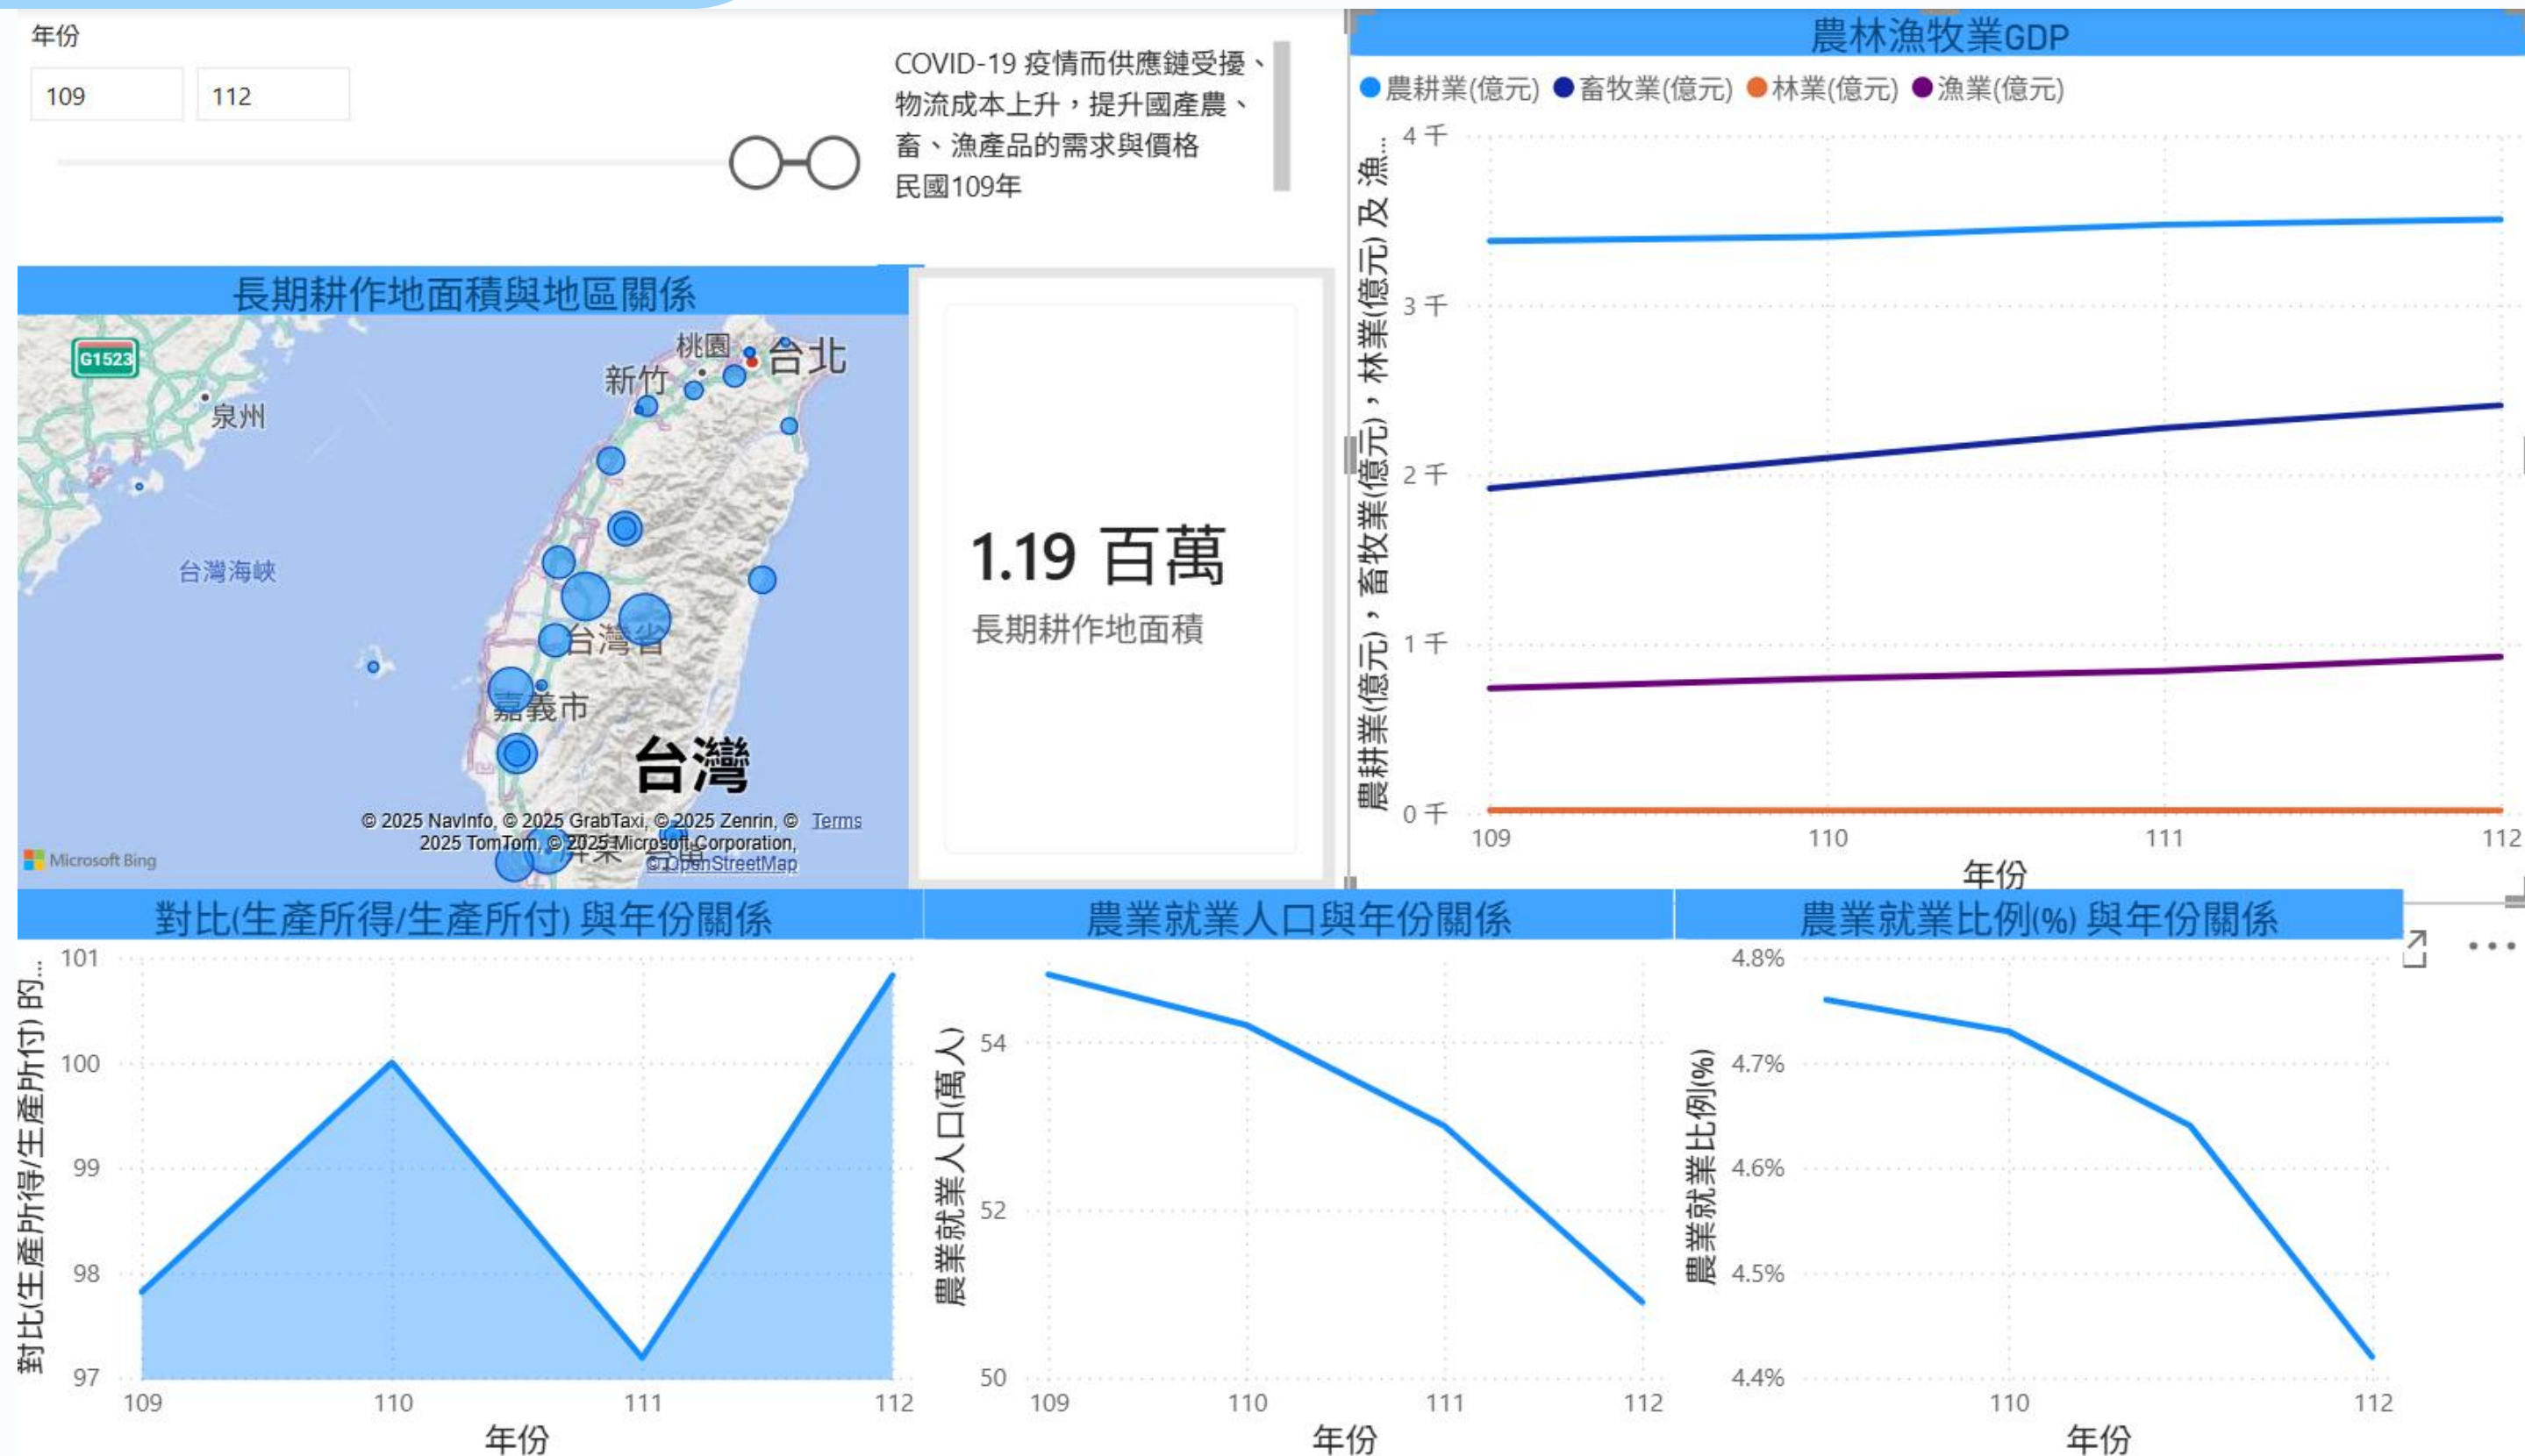 年份
109
112
COVID-19 疫情而供應鏈受擾、
物流成本上升，提升國產農、
畜、漁產品的需求與價格
民國109年
農林漁牧業GDP
農耕業(億元)
畜牧業(億元)
林業(億元)
漁業(億元)
農耕業(億元)，畜牧業(億元)，林業(億元) 及 漁...
4 千
3 千
2 千
1 千
0 千
109
110
111
112
年份
長期耕作地面積與地區關係
G1523
泉州
桃園
台北
新竹
台灣海峽
台灣省
嘉義市
台灣
屏東
© 2025 NavInfo, © 2025 GrabTaxi, © 2025 Zenrin, © Terms
2025 TomTom, © 2025 Microsoft Corporation,
© OpenStreetMap
Microsoft Bing
1.19 百萬
長期耕作地面積
對比(生產所得/生產所付) 與年份關係
對比(生產所得/生產所付) 的...
101
100
99
98
97
109
110
111
112
年份
農業就業人口與年份關係
農業就業人口(萬人)
54
52
50
109
110
111
112
年份
農業就業比例(%) 與年份關係
農業就業比例(%)
4.8%
4.7%
4.6%
4.5%
4.4%
110
112
年份